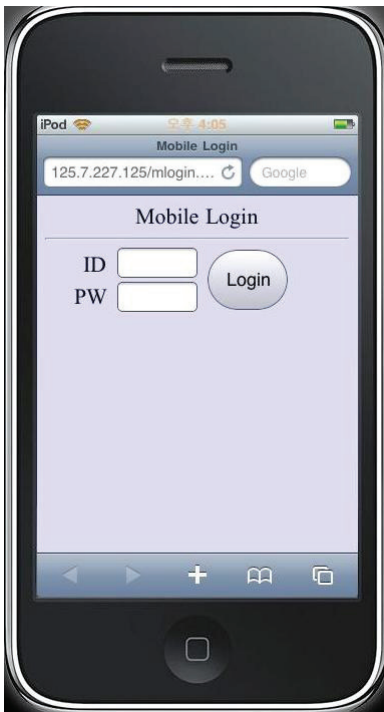 iPod 오후 4:05
Mobile Login
125.7.227.125/mlogin.... Google
Mobile Login
ID
Login
PW